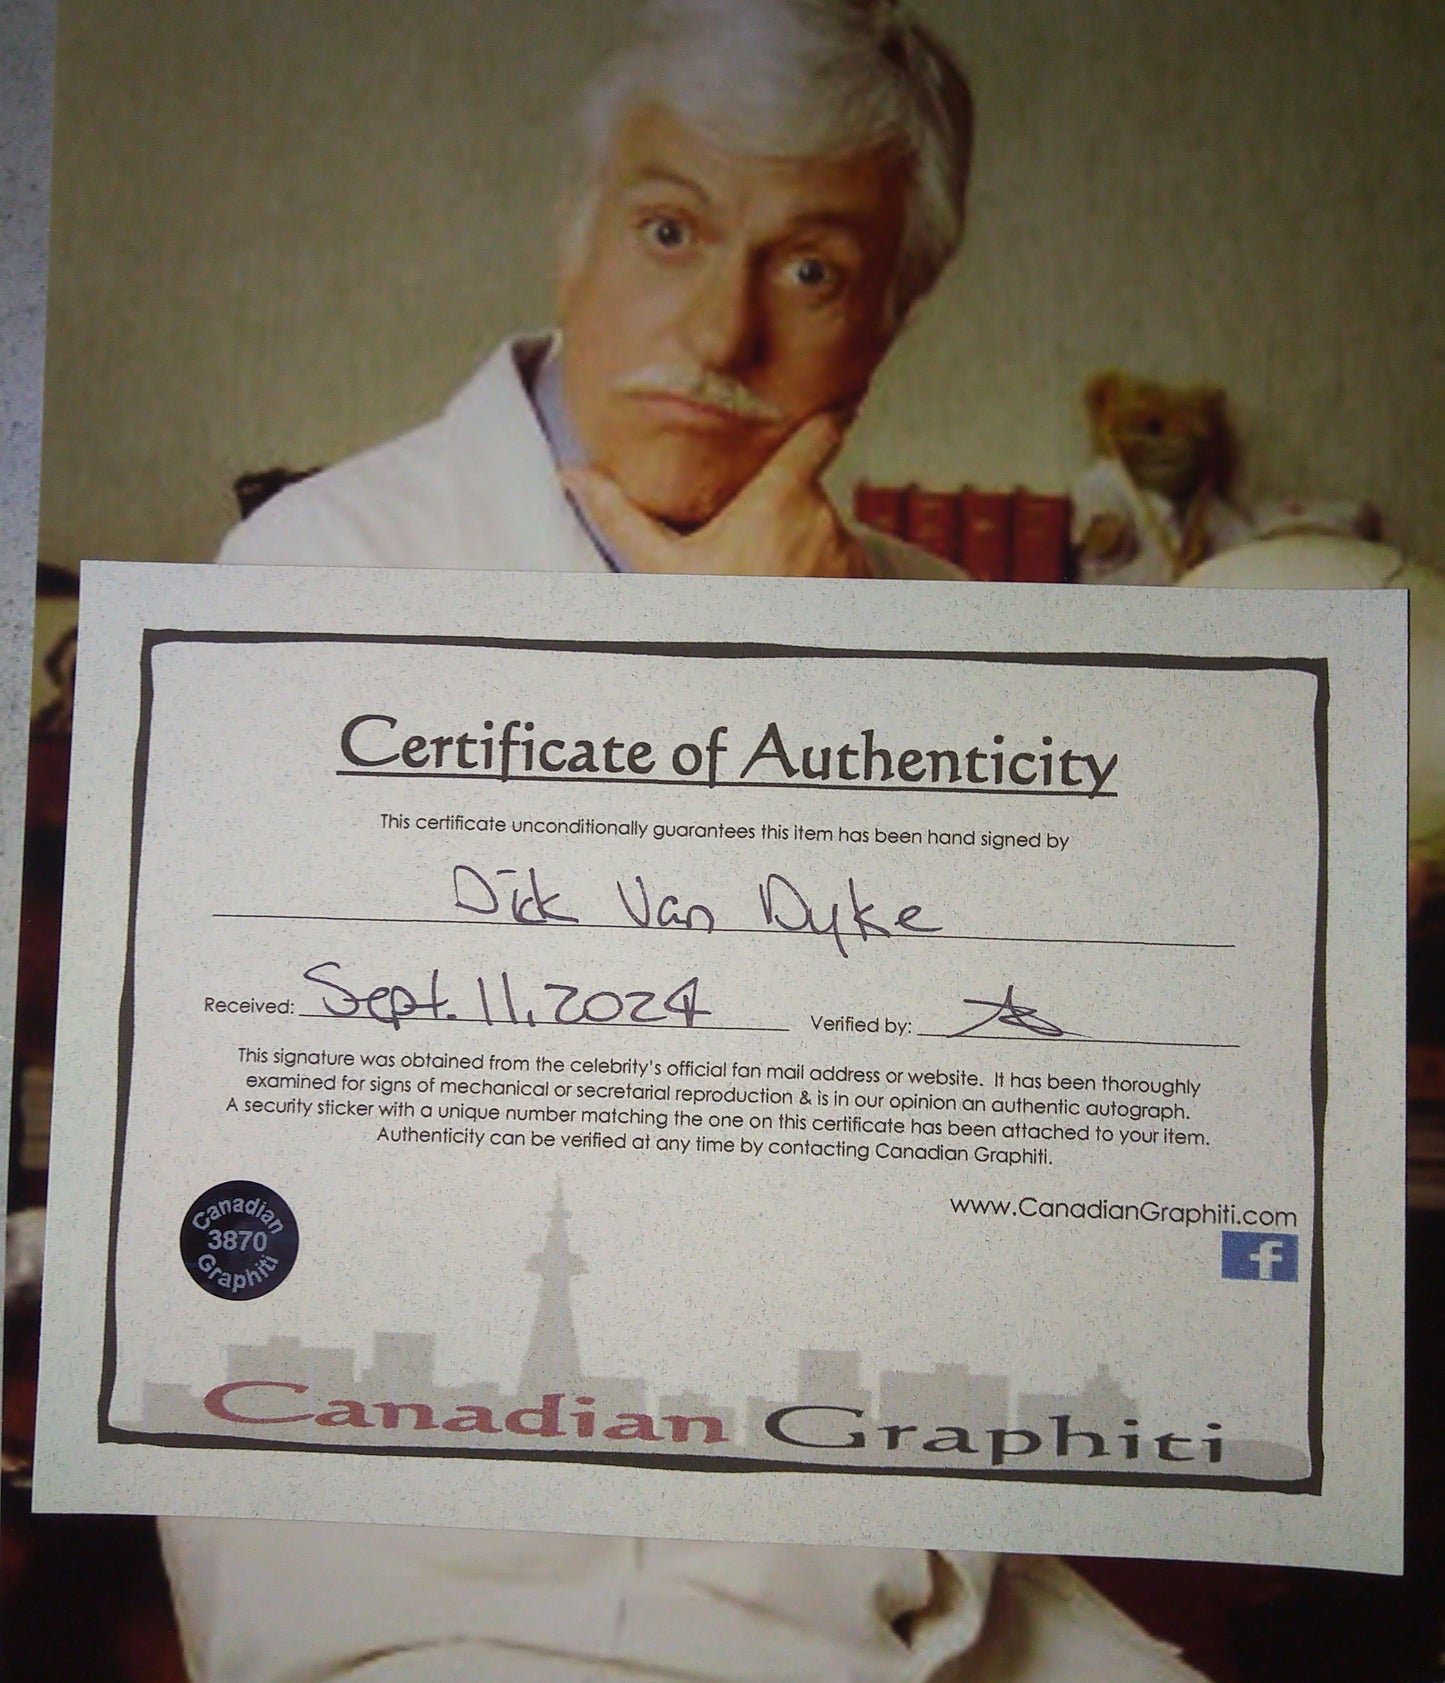 Certificate of Authenticity
This certificate unconditionally guarantees this item has been hand signed by
Dick Van Dyke
Received: Sept. 11, 2024 Verified by:
This signature was obtained from the celebrity's official fan mail address or website. It has been thoroughly
examined for signs of mechanical or secretarial reproduction & is in our opinion an authentic autograph.
A security sticker with a unique number matching the one on this certificate has been attached to your item.
Authenticity can be verified at any time by contacting Canadian Graphiti.
www.CanadianGraphiti.com
f
Canadian
3870
Graphiti
Canadian Graphiti